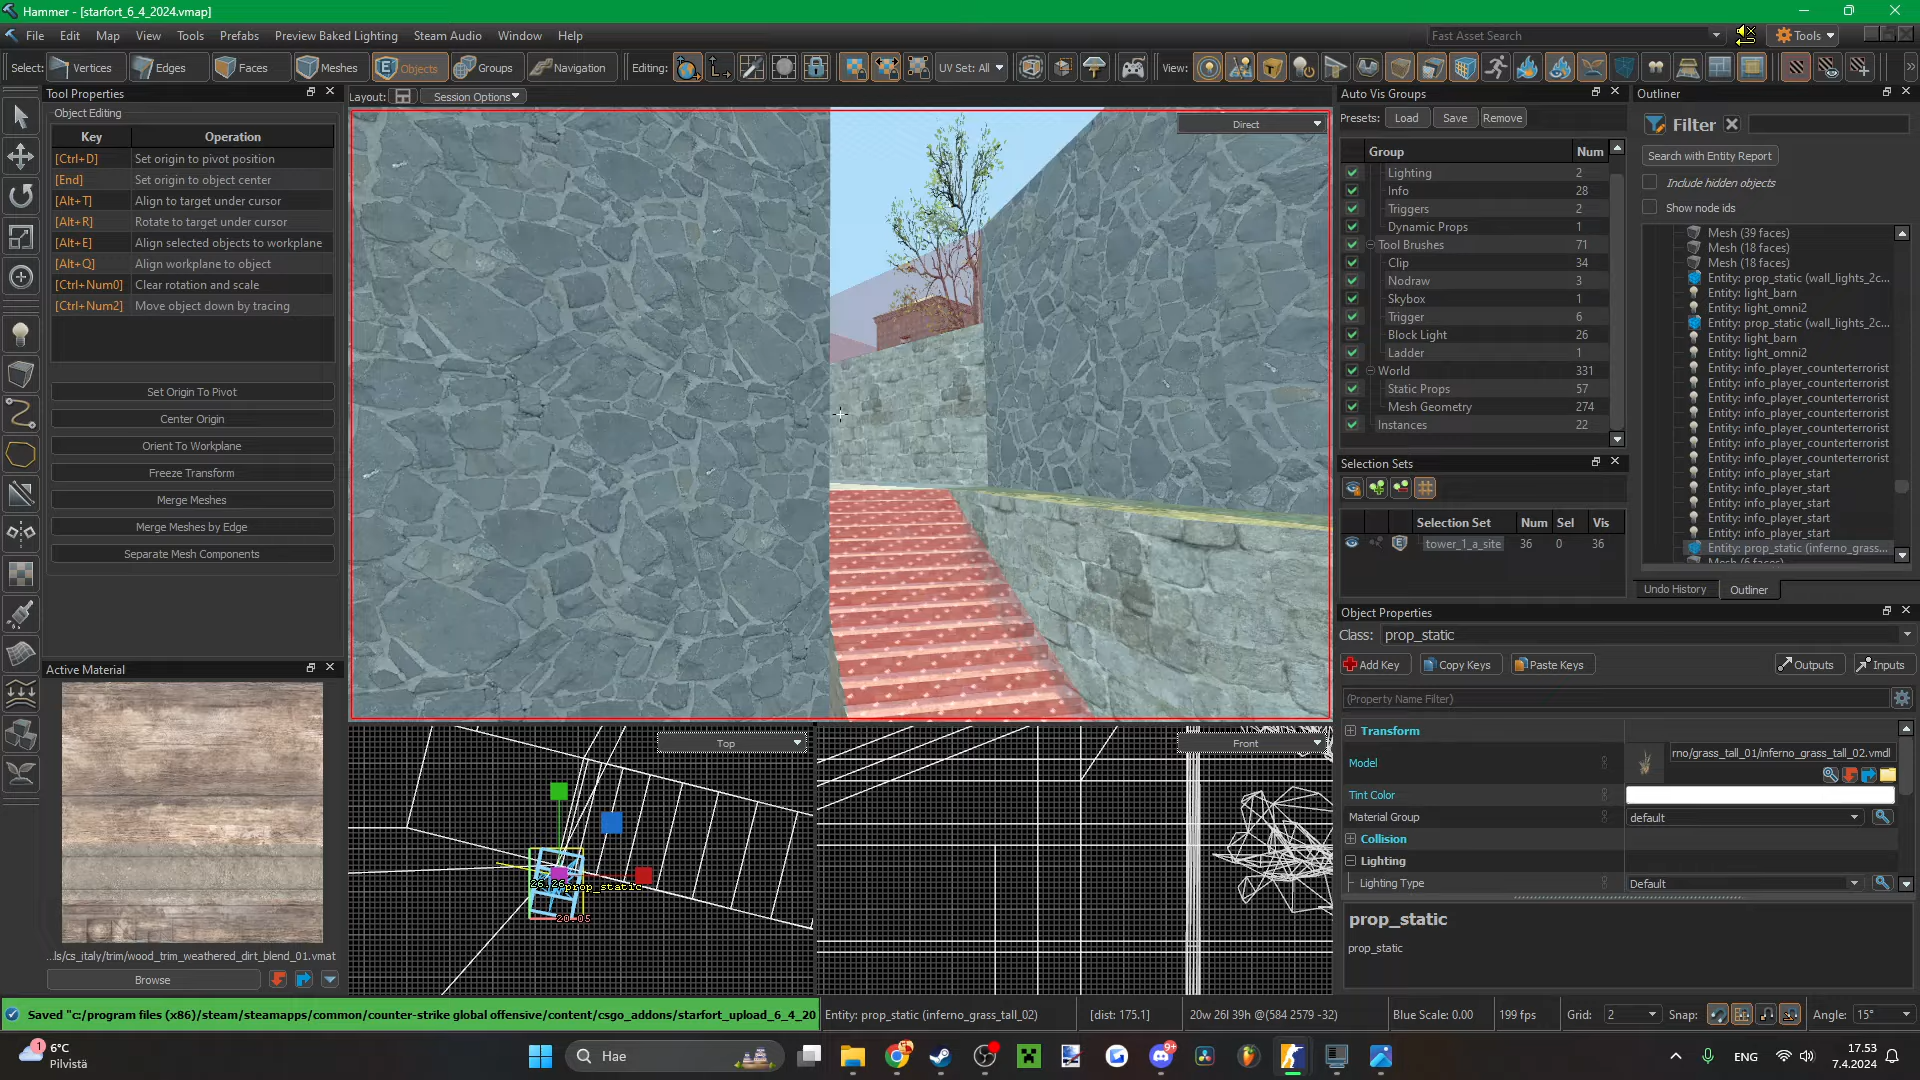 Hammer - [starfort_6_4_2024.vmap]
File Edit Map View Tools Prefabs Preview Baked Lighting Steam Audio Window Help
Fast Asset Search
Tools
Select: Vertices Edges Faces Meshes Objects Groups Navigation Editing: UV Set: All View:
Tool Properties
Object Editing
Key Operation
[Ctrl+D] Set origin to pivot position
[End] Set origin to object center
[Alt+T] Align to target under cursor
[Alt+R] Rotate to target under cursor
[Alt+E] Align selected objects to workplane
[Alt+Q] Align workplane to object
[Ctrl+Num0] Clear rotation and scale
[Ctrl+Num2] Move object down by tracing
Set Origin To Pivot
Center Origin
Orient To Workplane
Freeze Transform
Merge Meshes
Merge Meshes by Edge
Separate Mesh Components
Active Material
...ls/cs_italy/trim/wood_trim_weathered_dirt_blend_01.vmat
Browse
Layout: Session Options
Direct
Top
26.26 prop_static
20.05
Front
Auto Vis Groups
Presets: Load Save Remove
Group Num
Lighting 2
Info 28
Triggers 2
Dynamic Props 1
Tool Brushes 71
Clip 34
Nodraw 3
Skybox 1
Trigger 6
Block Light 26
Ladder 1
World 331
Static Props 57
Mesh Geometry 274
Instances 22
Selection Sets
Selection Set Num Sel Vis
tower_1_a_site 36 0 36
Outliner
Filter
Search with Entity Report
Include hidden objects
Show node ids
Mesh (39 faces)
Mesh (18 faces)
Mesh (18 faces)
Entity: prop_static (wall_lights_2c...
Entity: light_barn
Entity: light_omni2
Entity: prop_static (wall_lights_2c...
Entity: light_barn
Entity: light_omni2
Entity: info_player_counterterrorist
Entity: info_player_counterterrorist
Entity: info_player_counterterrorist
Entity: info_player_counterterrorist
Entity: info_player_counterterrorist
Entity: info_player_counterterrorist
Entity: info_player_counterterrorist
Entity: info_player_start
Entity: info_player_start
Entity: info_player_start
Entity: info_player_start
Entity: info_player_start
Entity: prop_static (inferno_grass...
Mesh (6 faces)
Undo History Outliner
Object Properties
Class: prop_static
Add Key Copy Keys Paste Keys Outputs Inputs
(Property Name Filter)
Transform
Model rno/grass_tall_01/inferno_grass_tall_02.vmdl
Tint Color
Material Group default
Collision
Lighting
Lighting Type Default
prop_static
prop_static
Saved "c:/program files (x86)/steam/steamapps/common/counter-strike global offensive/content/csgo_addons/starfort_upload_6_4_20
Entity: prop_static (inferno_grass_tall_02) [dist: 175.1] 20w 26l 39h @(584 2579 -32) Blue Scale: 0.00 199 fps Grid: 2 Snap: Angle: 15°
1
6°C
Pilvistä
Hae
9+
ENG
17.53
7.4.2024